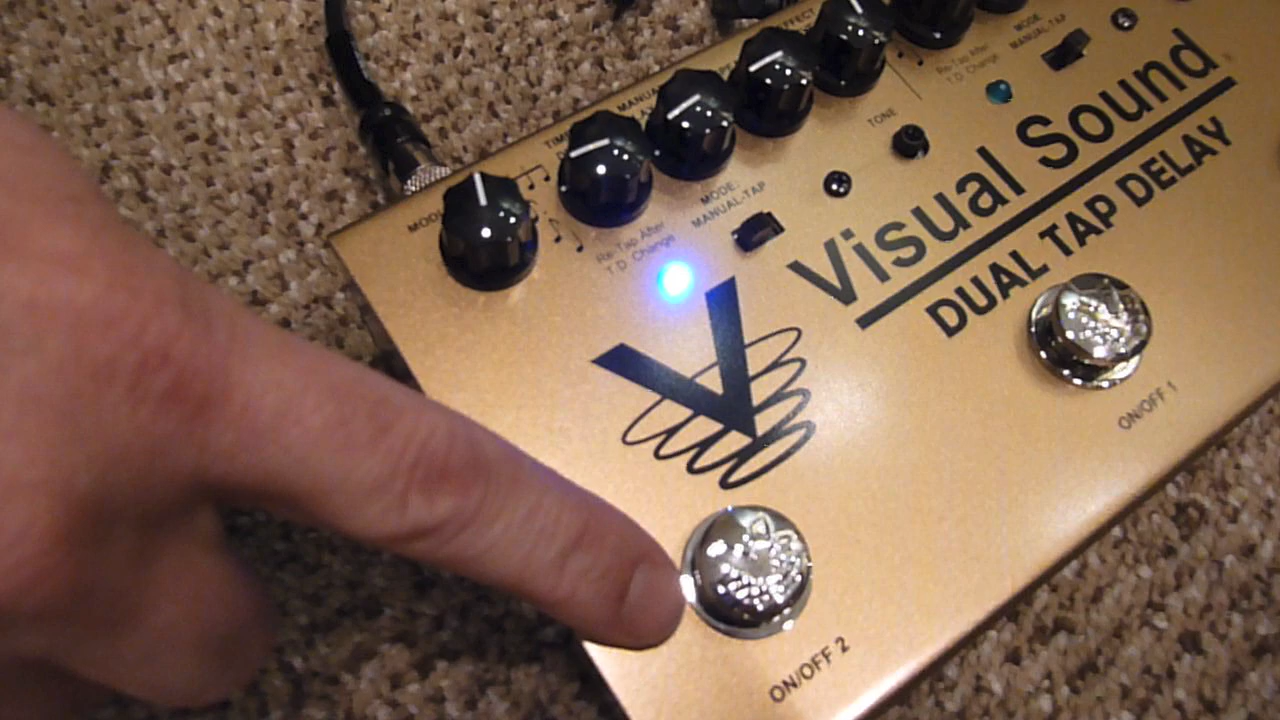 EFFECT
MODE:
MANUAL-TAP
Re-Tap After
T.D. Change
TONE
Visual Sound
DUAL TAP DELAY
MODE:
MANUAL-TAP
Re-Tap After
T.D. Change
V
ON/OFF 1
ON/OFF 2